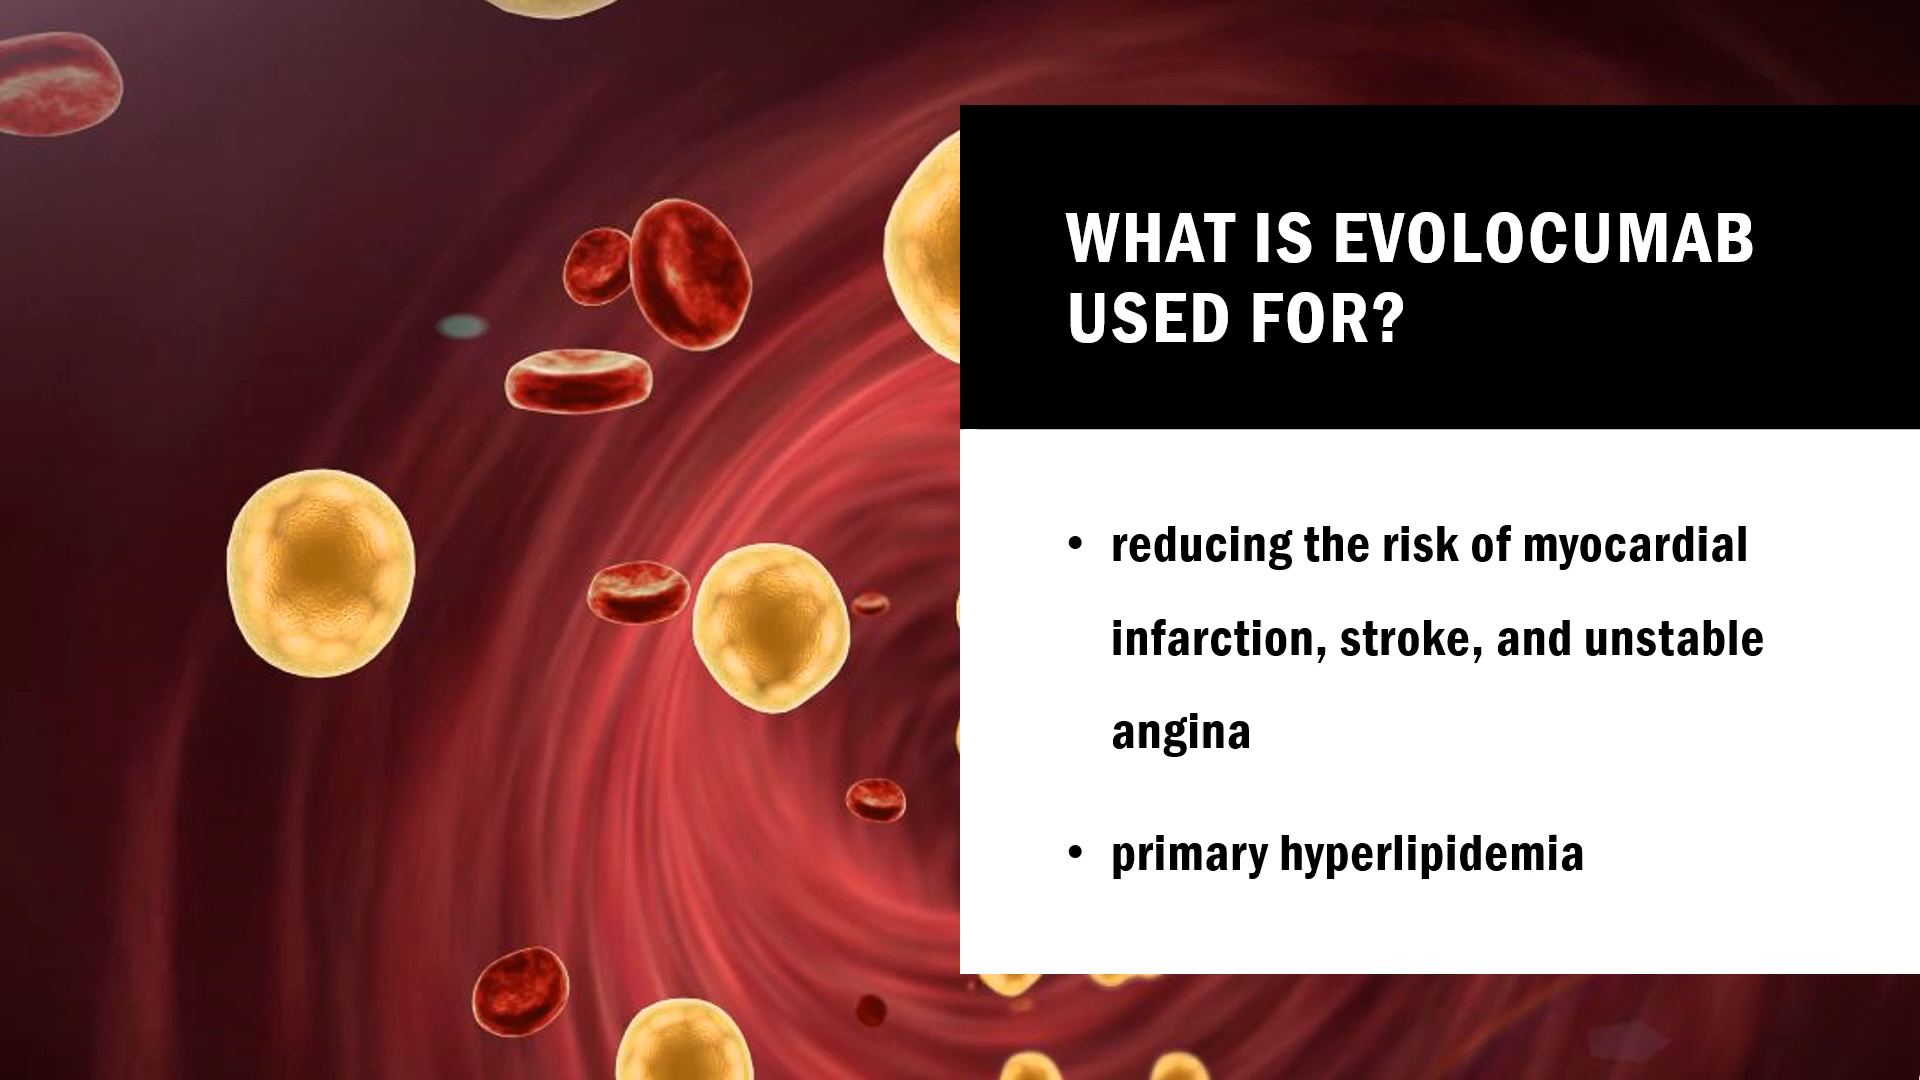 WHAT IS EVOLOCUMAB
USED FOR?
• reducing the risk of myocardial
infarction, stroke, and unstable
angina
• primary hyperlipidemia